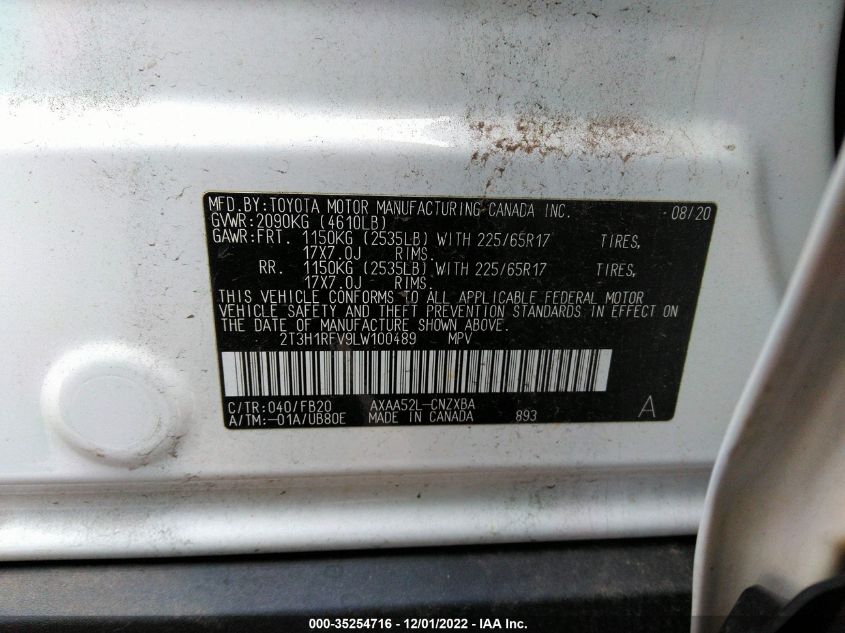 MFD.BY:TOYOTA MOTOR MANUFACTURING CANADA INC. 08/20
GVWR:2090KG (4610LB)
GAWR:FRT. 1150KG (2535LB) WITH 225/65R17 TIRES,
17X7.0J RIMS.
RR. 1150KG (2535LB) WITH 225/65R17 TIRES,
17X7.0J RIMS.
THIS VEHICLE CONFORMS TO ALL APPLICABLE FEDERAL MOTOR
VEHICLE SAFETY AND THEFT PREVENTION STANDARDS IN EFFECT ON
THE DATE OF MANUFACTURE SHOWN ABOVE.
2T3H1RFV9LW100489 MPV
C/TR:040/FB20 AXAA52L-CNZXBA
A/TM:-01A/UB80E MADE IN CANADA 893 A
000-35254716 - 12/01/2022 - IAA Inc.